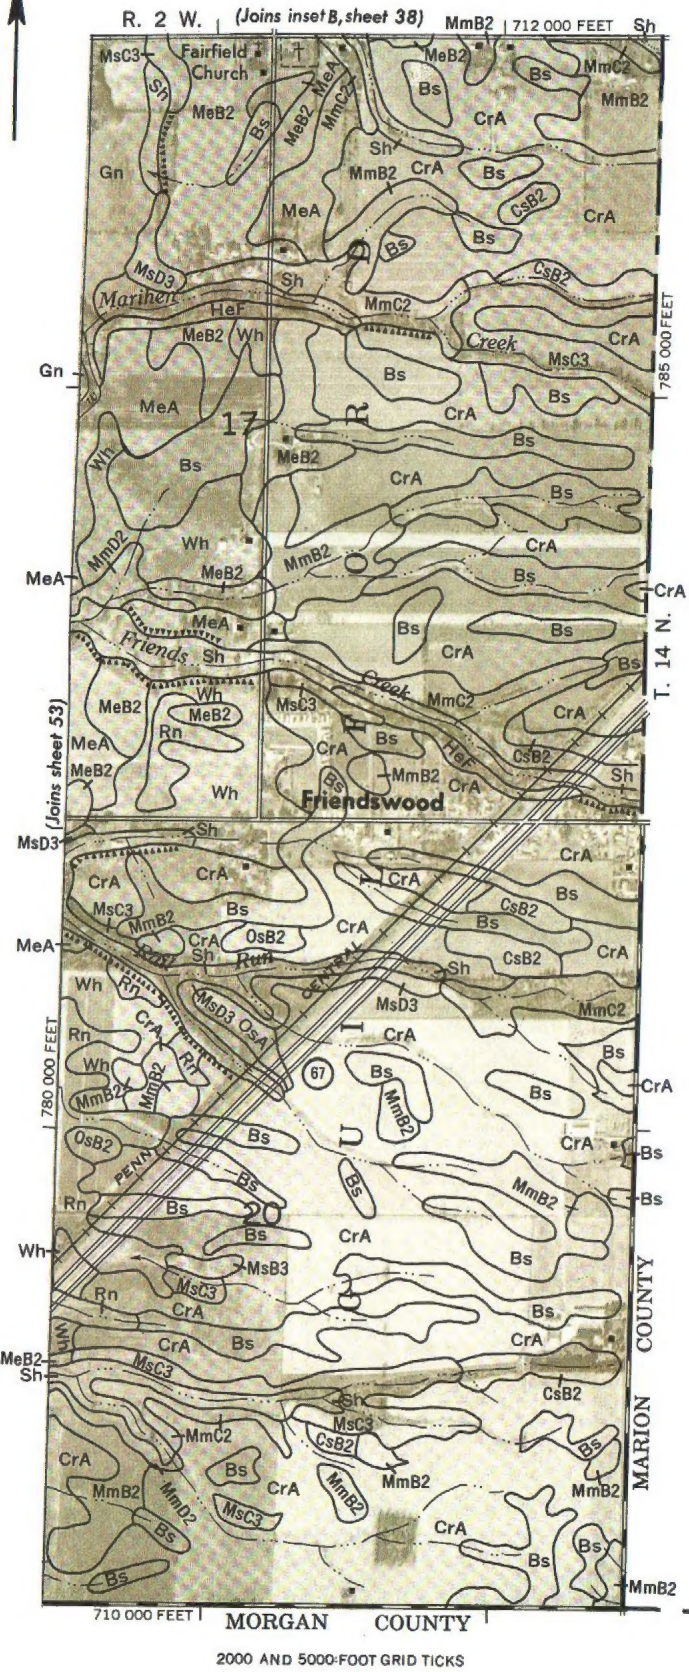 R. 2 W. (Joins inset B, sheet 38) MmB2 712 000 FEET Sh
MsC3 Fairfield MeB2 MmC2
Church MeA Bs
Sh MeB2 Bs MmB2
Bs MeB2 MmC2 CrA
Sh
Gn MmB2 CrA Bs
MeA CsB2 CrA
Bs Bs
D
MsD3 Sh CsB2
Marihen MmC2
HeF Creek CrA
MeB2 Wh MsC3
785 000 FEET
Gn Bs
MeA Bs
17 R CrA
Bs
Wh MeB2
Bs CrA
Bs
Wh CrA
MmD2 MmB2 O
MeA MeB2 Bs CrA
MeA Bs Bs
T. 14 N.
Friends Sh CrA
Creek Bs
Wh MsC3 MmC2
MeB2 MeB2 F CrA
Rn Bs
MeA CrA HeF CsB2
(Joins sheet 53)
MeB2 Bs MmB2 CrA Sh
Wh Friendswood
MsD3 Sh
CrA
CrA CrA I CrA Bs
MsC3 Bs CsB2
MmB2 CrA OsB2 CrA Bs
MeA Sh Run CsB2 CrA
CENTRAL Sh
Wh Rn MsD3 OsA MsD3 MmC2
CrA I
Rn CrA Bs
Wh Rn 67 Bs
780 000 FEET
MmB2 MmB2 MmB2 Bs CrA
OsB2 Bs U CrA
PENN Bs
Bs Bs MmB2 Bs
Rn Bs 20
Bs CrA
Wh MsB3 Bs
MsC3 G
Rn CrA Bs
Wh CrA Bs CrA
MeB2 MsC3
Sh CsB2
COUNTY
MARION
Sh
MsC3
MmC2 CsB2 Bs
CrA Bs MmB2
MmB2 MmD2 CrA MmB2 MmB2
MsC3 CrA
Bs Bs Bs
Bs MmB2
710 000 FEET MORGAN COUNTY
2000 AND 5000-FOOT GRID TICKS